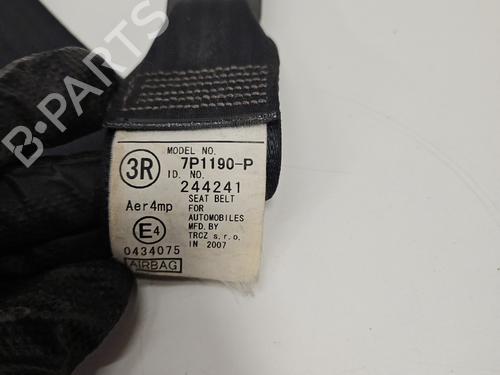 B-PARTS
3R
MODEL NO.
7P1190-P
ID. NO.
244241
Aer4mp
SEAT BELT
FOR
AUTOMOBILES
MFD.BY
TRCZ s.r.o.
IN 2007
E4
0434075
AIRBAG